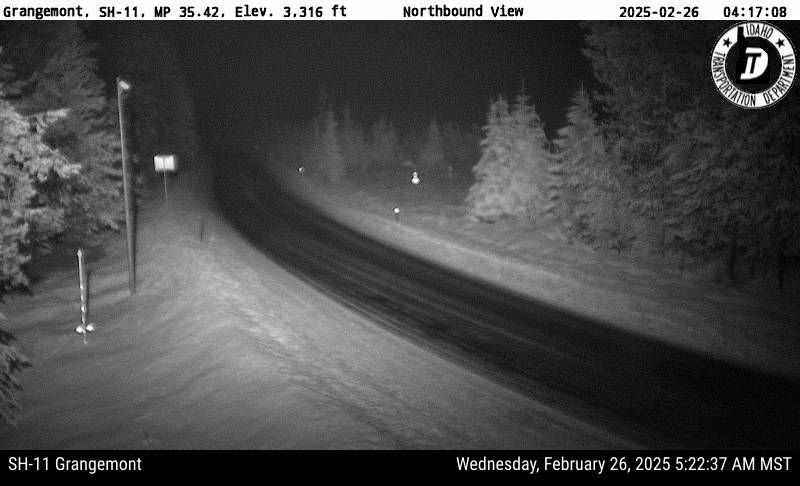 Grangemont, SH-11, MP 35.42, Elev. 3,316 ft Northbound View 2025-02-26 04:17:08
IDAHO
TRANSPORTATION DEPARTMENT
SH-11 Grangemont Wednesday, February 26, 2025 5:22:37 AM MST